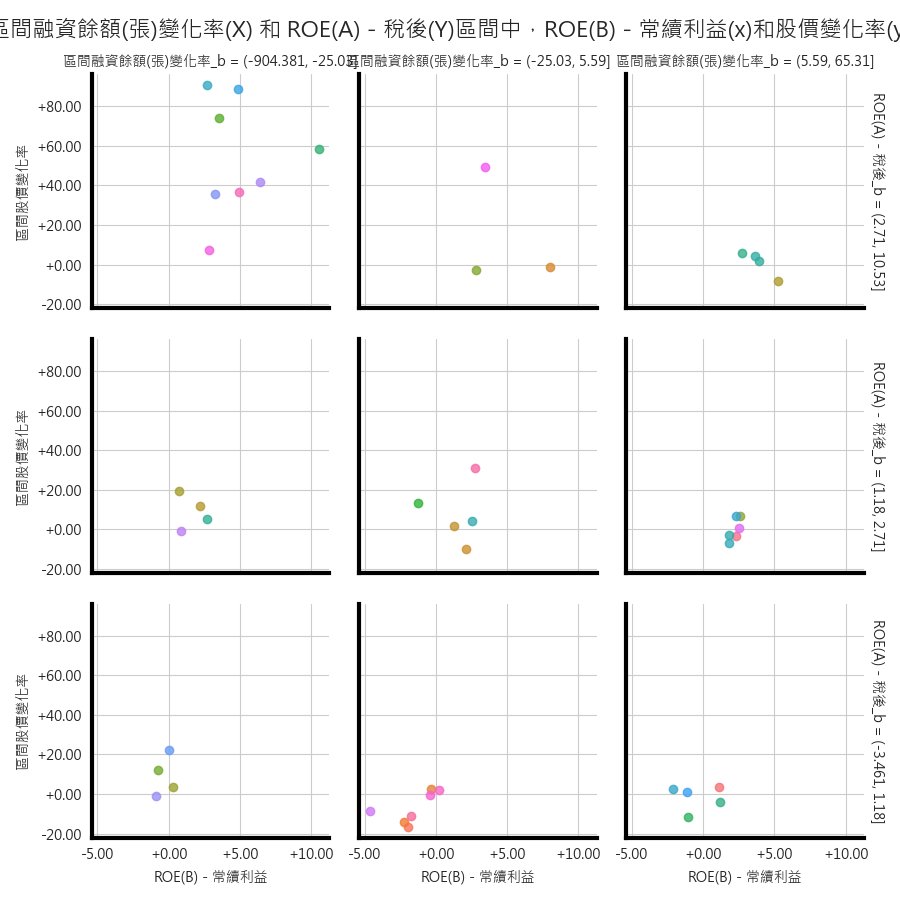 區間融資餘額(張)變化率(X) 和 ROE(A) - 稅後(Y)區間中，ROE(B) - 常續利益(x)和股價變化率(y
區間融資餘額(張)變化率_b = (-904.381, -25.03]
區間融資餘額(張)變化率_b = (-25.03, 5.59]
區間融資餘額(張)變化率_b = (5.59, 65.31]
+80.00
+60.00
+40.00
+20.00
+0.00
-20.00
區間股價變化率
ROE(A) - 稅後_b = (2.71, 10.53]
+80.00
+60.00
+40.00
+20.00
+0.00
-20.00
區間股價變化率
ROE(A) - 稅後_b = (1.18, 2.71]
+80.00
+60.00
+40.00
+20.00
+0.00
-20.00
區間股價變化率
ROE(A) - 稅後_b = (-3.461, 1.18]
-5.00 +0.00 +5.00 +10.00
-5.00 +0.00 +5.00 +10.00
-5.00 +0.00 +5.00 +10.00
ROE(B) - 常續利益
ROE(B) - 常續利益
ROE(B) - 常續利益